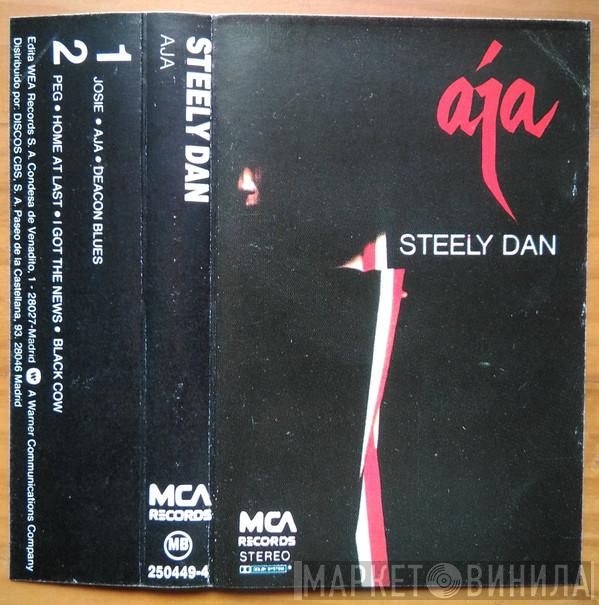 aja
STEELY DAN
MCA
RECORDS
STEREO
DOLBY SYSTEM
STEELY DAN
AJA
MCA
RECORDS
MB
250449-4
1
JOSIE • AJA • DEACON BLUES
2
PEG • HOME AT LAST • I GOT THE NEWS • BLACK COW
Edita WEA Records S. A. Condesa de Venadito, 1 - 28027-Madrid W A Warner Communications Company
Distribuido por: DISCOS CBS, S. A. Paseo de la Castellana, 93. 28046 Madrid
МАРКЕТ ВИНИЛА